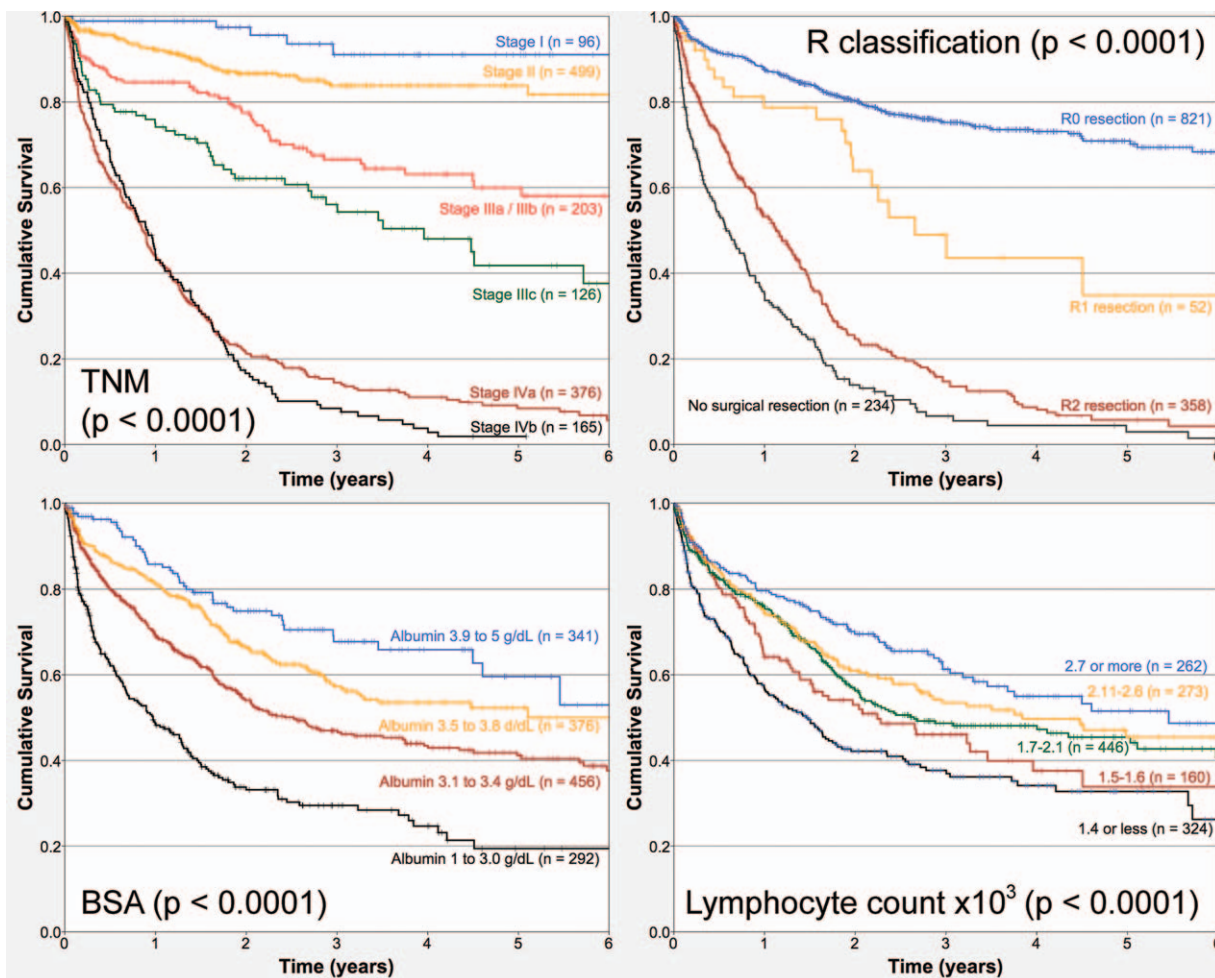 1.0
0.8
0.6
0.4
0.2
0.0
Cumulative Survival
Stage I (n = 96)
Stage II (n = 499)
Stage IIIa / IIIb (n = 203)
Stage IIIc (n = 126)
Stage IVa (n = 376)
Stage IVb (n = 165)
TNM
(p < 0.0001)
0 1 2 3 4 5 6
Time (years)
R classification (p < 0.0001)
1.0
0.8
0.6
0.4
0.2
0.0
Cumulative Survival
R0 resection (n = 821)
R1 resection (n = 52)
R2 resection (n = 358)
No surgical resection (n = 234)
0 1 2 3 4 5 6
Time (years)
1.0
0.8
0.6
0.4
0.2
0.0
Cumulative Survival
Albumin 3.9 to 5 g/dL (n = 341)
Albumin 3.5 to 3.8 d/dL (n = 376)
Albumin 3.1 to 3.4 g/dL (n = 456)
Albumin 1 to 3.0 g/dL (n = 292)
BSA (p < 0.0001)
0 1 2 3 4 5 6
Time (years)
1.0
0.8
0.6
0.4
0.2
0.0
Cumulative Survival
2.7 or more (n = 262)
2.11-2.6 (n = 273)
1.7-2.1 (n = 446)
1.5-1.6 (n = 160)
1.4 or less (n = 324)
Lymphocyte count x10³ (p < 0.0001)
0 1 2 3 4 5 6
Time (years)